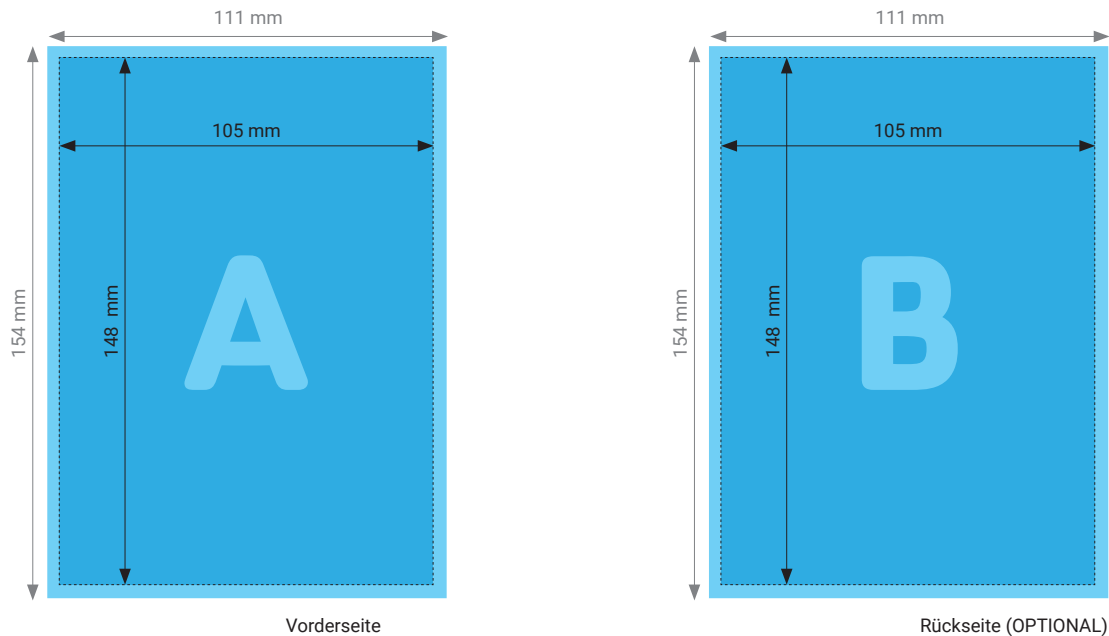 111 mm
105 mm
154 mm
148 mm
A
Vorderseite
111 mm
105 mm
154 mm
148 mm
B
Rückseite (OPTIONAL)